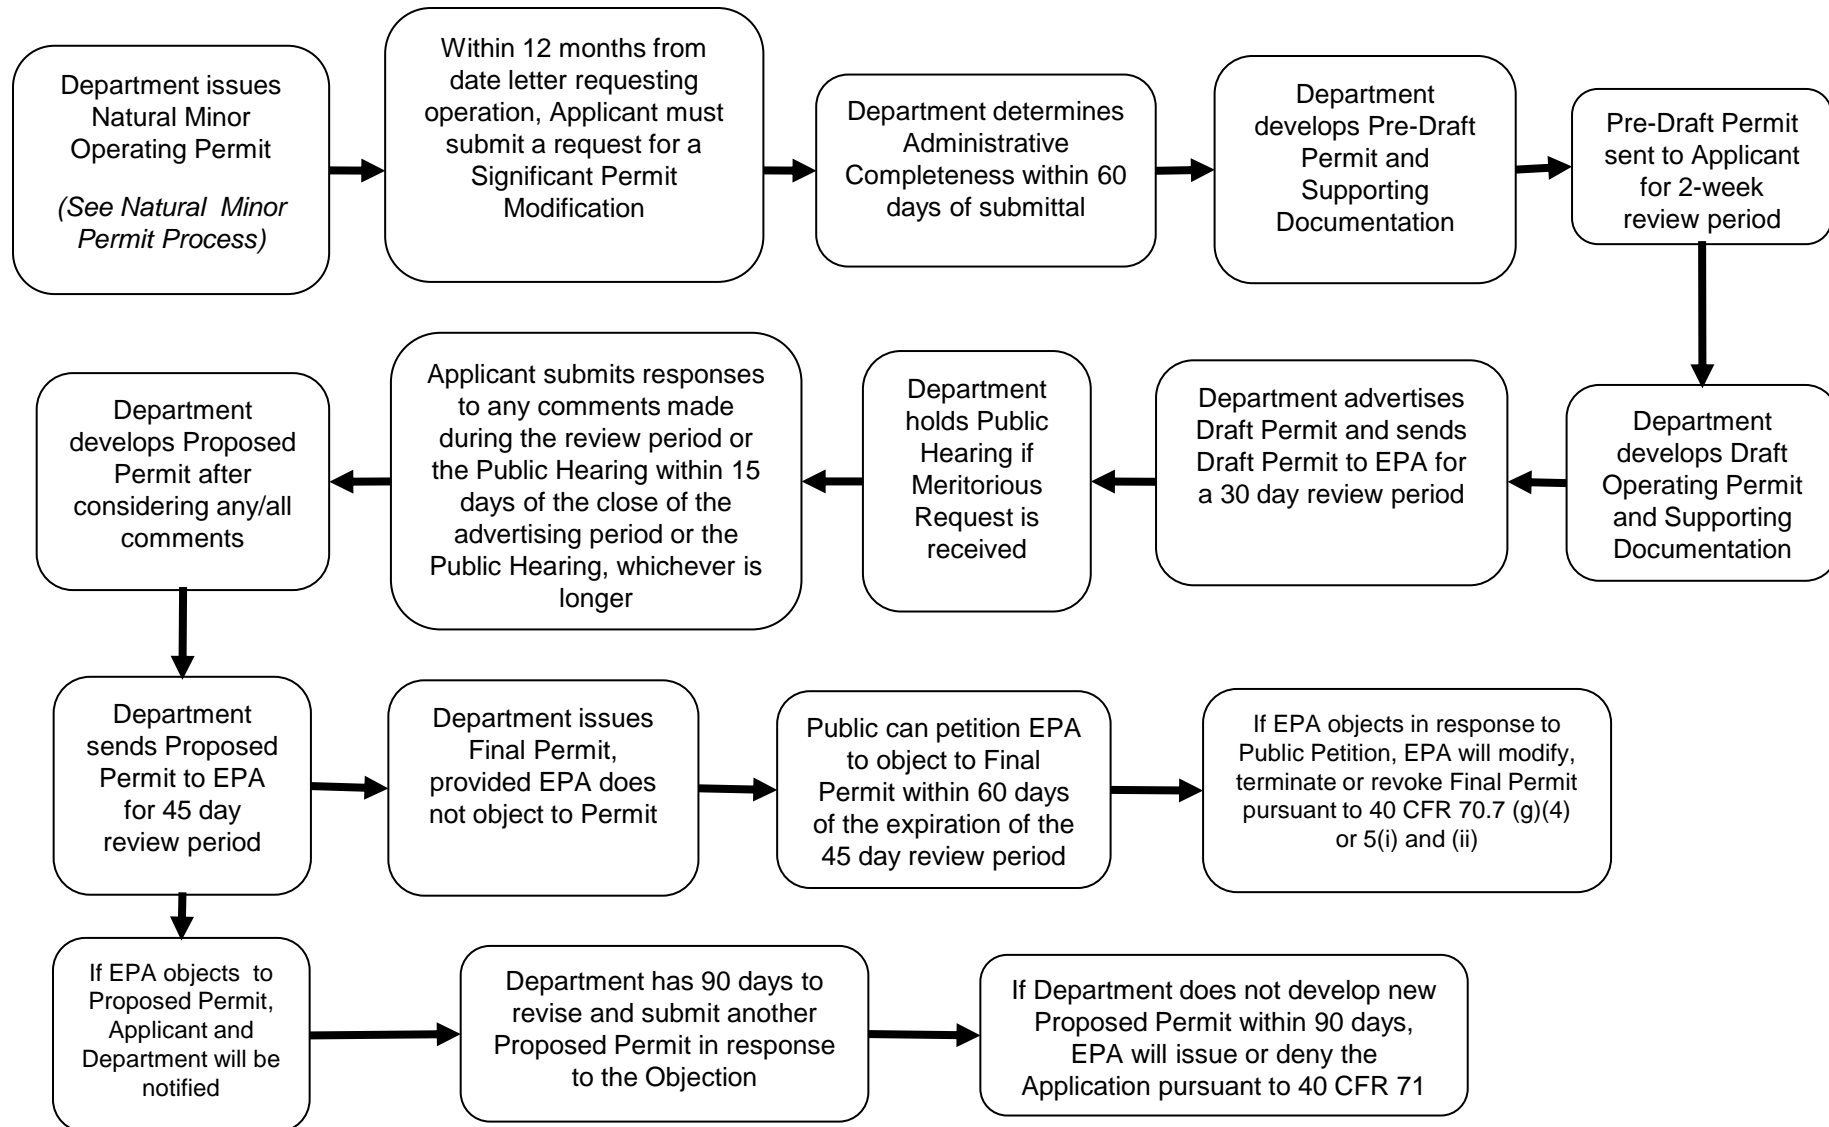 Department issues
Natural Minor
Operating Permit
(See Natural Minor
Permit Process)
Within 12 months from
date letter requesting
operation, Applicant must
submit a request for a
Significant Permit
Modification
Department determines
Administrative
Completeness within 60
days of submittal
Department
develops Pre-Draft
Permit and
Supporting
Documentation
Pre-Draft Permit
sent to Applicant
for 2-week
review period
Department
develops Draft
Operating Permit
and Supporting
Documentation
Department advertises
Draft Permit and sends
Draft Permit to EPA for
a 30 day review period
Department
holds Public
Hearing if
Meritorious
Request is
received
Applicant submits responses
to any comments made
during the review period or
the Public Hearing within 15
days of the close of the
advertising period or the
Public Hearing, whichever is
longer
Department
develops Proposed
Permit after
considering any/all
comments
Department
sends Proposed
Permit to EPA
for 45 day
review period
Department issues
Final Permit,
provided EPA does
not object to Permit
Public can petition EPA
to object to Final
Permit within 60 days
of the expiration of the
45 day review period
If EPA objects in response to
Public Petition, EPA will modify,
terminate or revoke Final Permit
pursuant to 40 CFR 70.7 (g)(4)
or 5(i) and (ii)
If EPA objects to
Proposed Permit,
Applicant and
Department will be
notified
Department has 90 days to
revise and submit another
Proposed Permit in response
to the Objection
If Department does not develop new
Proposed Permit within 90 days,
EPA will issue or deny the
Application pursuant to 40 CFR 71